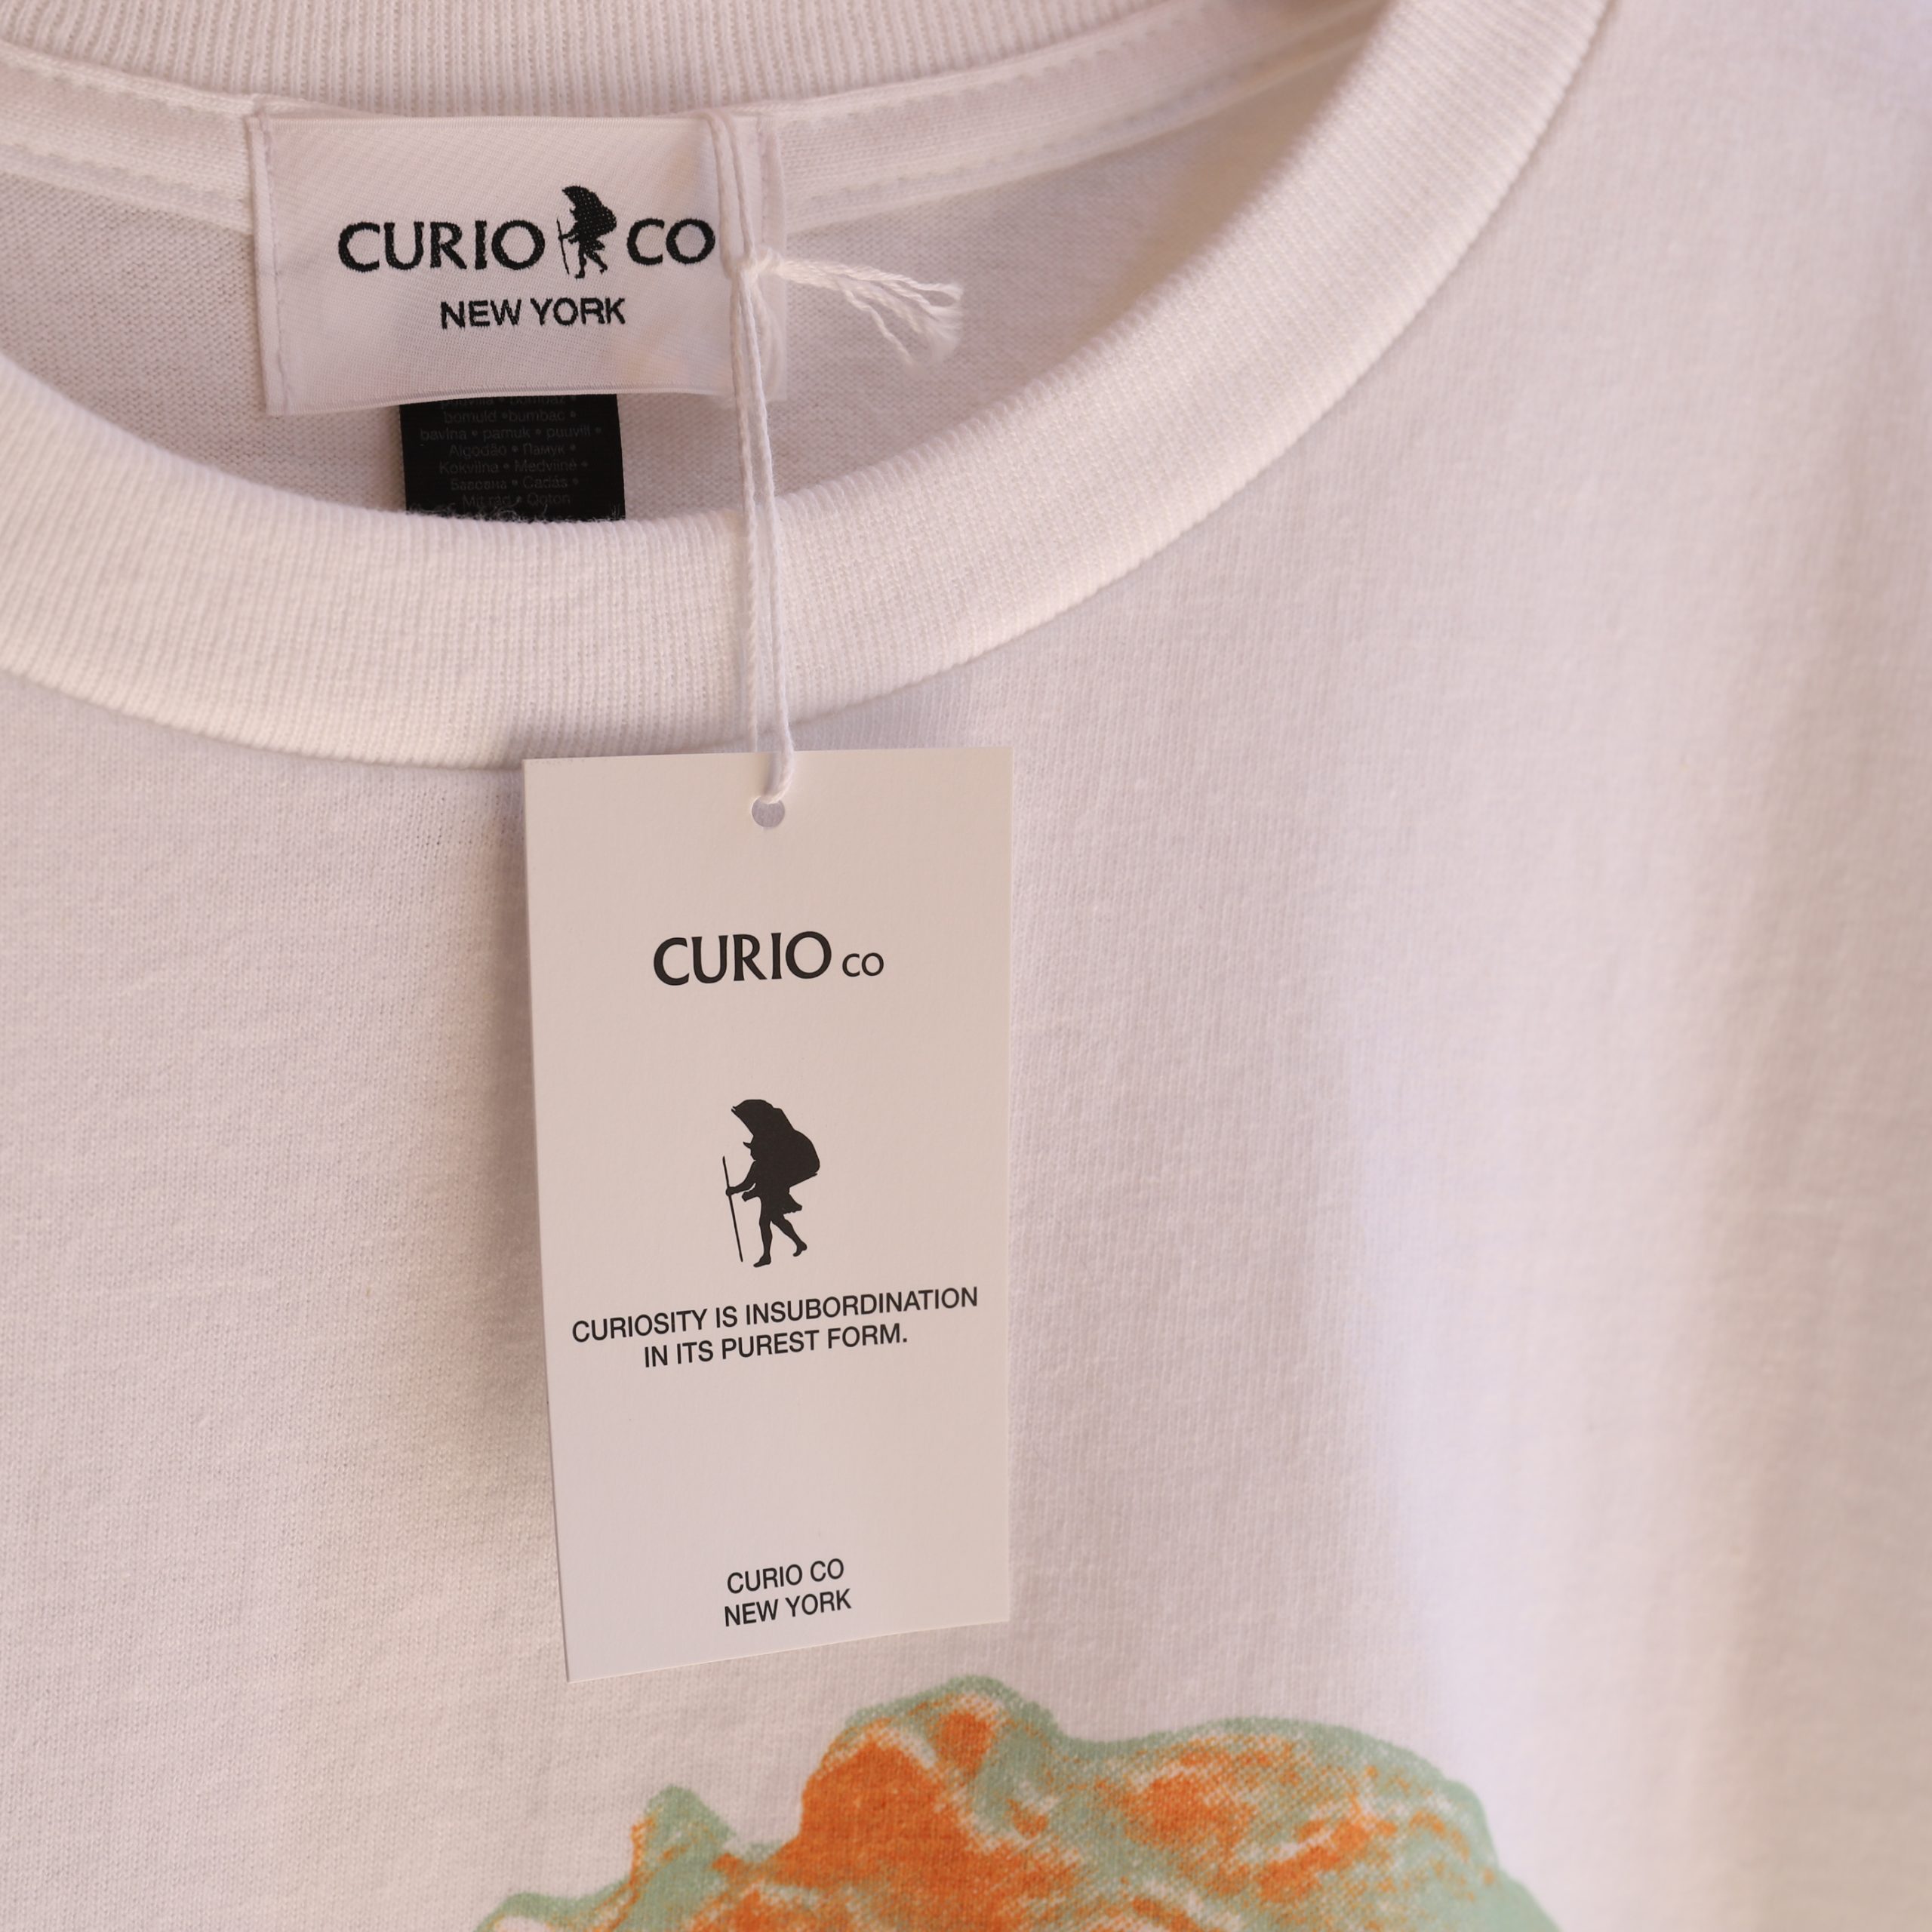 CURIO CO
NEW YORK
bomuld • bumbac •
bavlna • pamuk • puuvill •
Algodão • Памук •
Kokvilna • Medvilnė •
Cadás •
Qoton
CURIO CO
CURIOSITY IS INSUBORDINATION
IN ITS PUREST FORM.
CURIO CO
NEW YORK